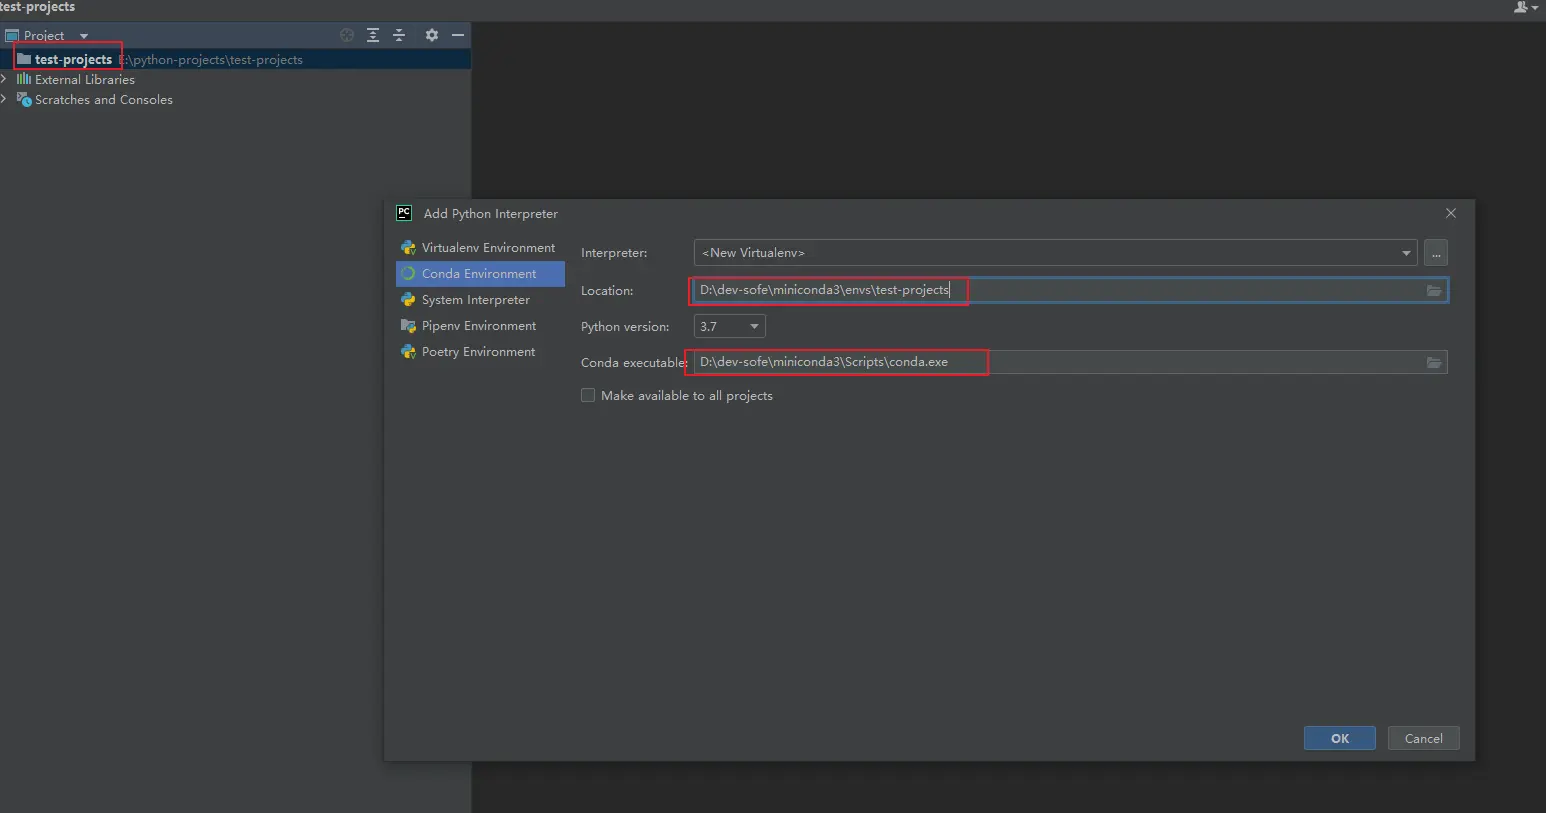 test-projects
Project
test-projects E:\python-projects\test-projects
External Libraries
Scratches and Consoles
PC Add Python Interpreter
Virtualenv Environment
Conda Environment
System Interpreter
Pipenv Environment
Poetry Environment
Interpreter: <New Virtualenv> ...
Location: D:\dev-sofe\miniconda3\envs\test-projects
Python version: 3.7
Conda executable: D:\dev-sofe\miniconda3\Scripts\conda.exe
Make available to all projects
OK Cancel